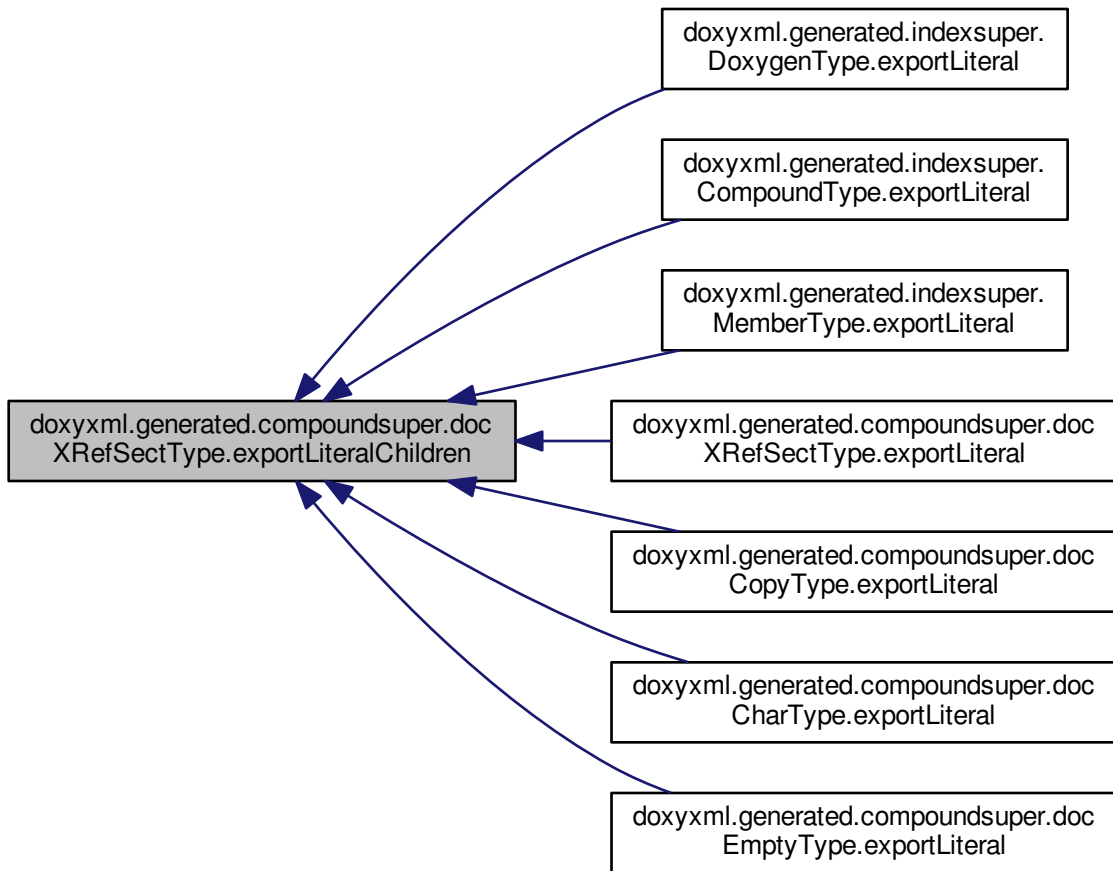 doxyxml.generated.indexsuper.
DoxygenType.exportLiteral
doxyxml.generated.indexsuper.
CompoundType.exportLiteral
doxyxml.generated.indexsuper.
MemberType.exportLiteral
doxyxml.generated.compoundsuper.doc
XRefSectType.exportLiteralChildren
doxyxml.generated.compoundsuper.doc
XRefSectType.exportLiteral
doxyxml.generated.compoundsuper.doc
CopyType.exportLiteral
doxyxml.generated.compoundsuper.doc
CharType.exportLiteral
doxyxml.generated.compoundsuper.doc
EmptyType.exportLiteral